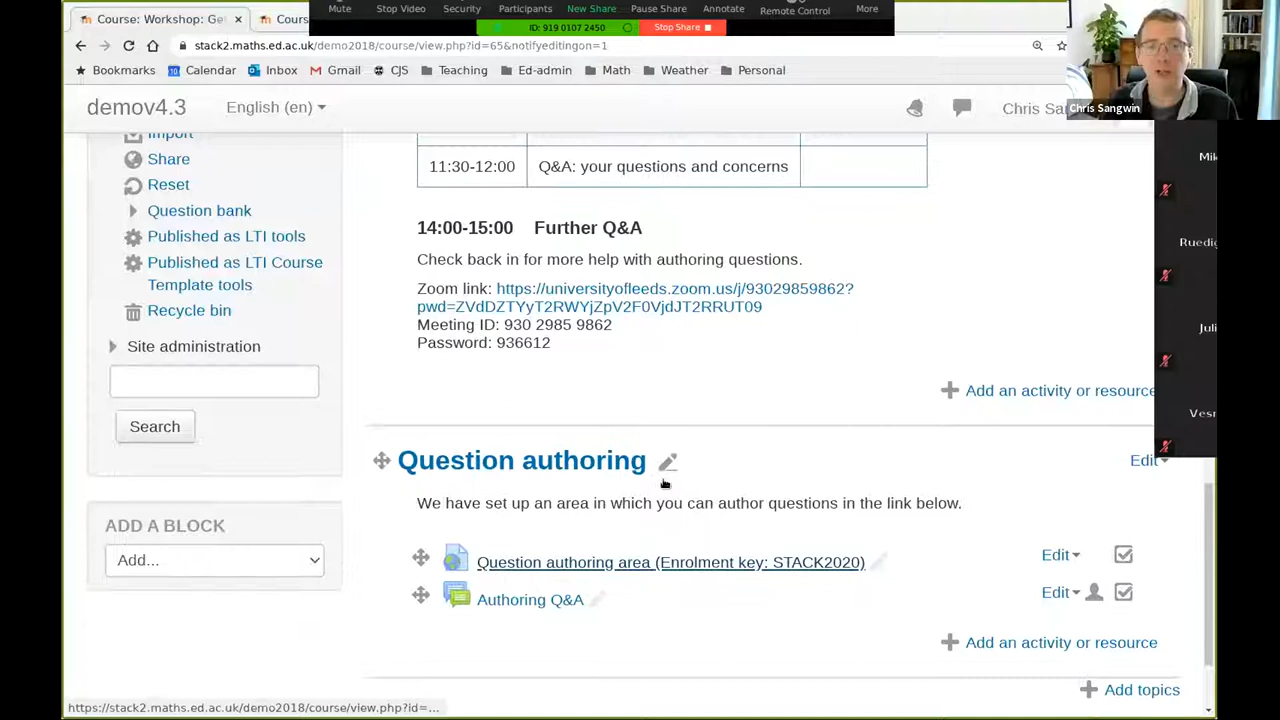 Mute Stop Video Security Participants New Share Pause Share Annotate Remote Control More
Course: Workshop: Ge × Cours
ID: 919 0107 2450 Stop Share
stack2.maths.ed.ac.uk/demo2018/course/view.php?id=65&notifyeditingon=1
Bookmarks Calendar Inbox Gmail CJS Teaching Ed-admin Math Weather Personal
demov4.3 English (en) Chris Sa
Chris Sangwin
Import
Share
Reset
Question bank
Published as LTI tools
Published as LTI Course
Template tools
Recycle bin
Site administration
Search
ADD A BLOCK
Add...
11:30-12:00 Q&A: your questions and concerns
14:00-15:00 Further Q&A
Check back in for more help with authoring questions.
Zoom link: https://universityofleeds.zoom.us/j/93029859862?
pwd=ZVdDZTYyT2RWYjZpV2F0VjdJT2RRUT09
Meeting ID: 930 2985 9862
Password: 936612
Add an activity or resource
Question authoring
Edit
We have set up an area in which you can author questions in the link below.
Question authoring area (Enrolment key: STACK2020) Edit
Authoring Q&A Edit
Add an activity or resource
Add topics
Mik
Ruedig
Juli
Vesn
https://stack2.maths.ed.ac.uk/demo2018/course/view.php?id=...